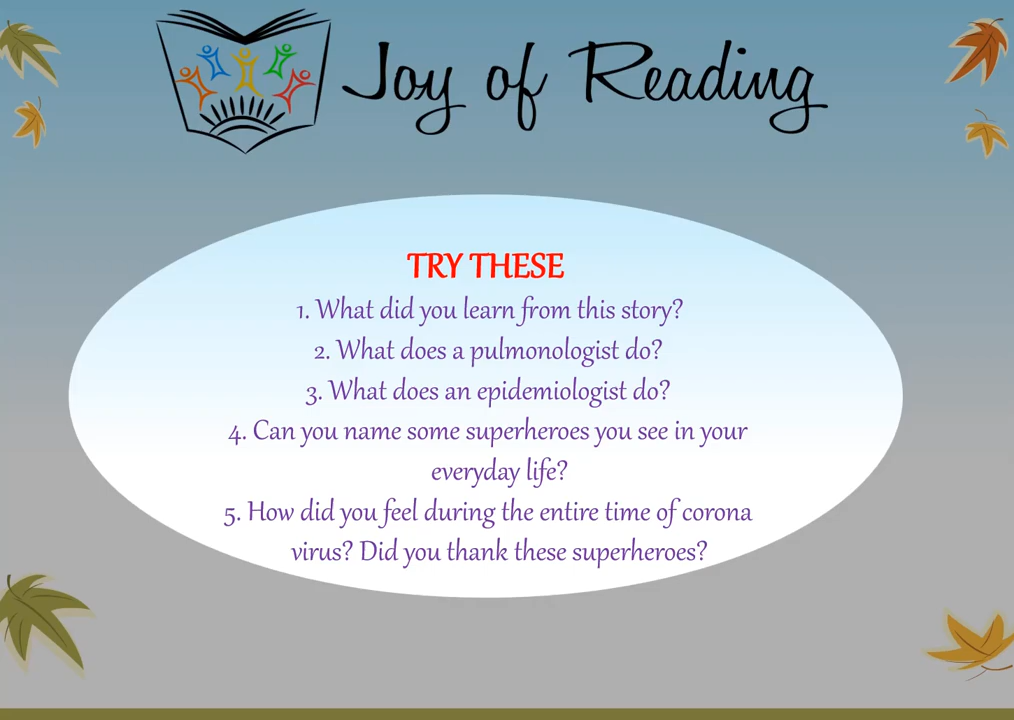 Joy of Reading
TRY THESE
1. What did you learn from this story?
2. What does a pulmonologist do?
3. What does an epidemiologist do?
4. Can you name some superheroes you see in your
everyday life?
5. How did you feel during the entire time of corona
virus? Did you thank these superheroes?